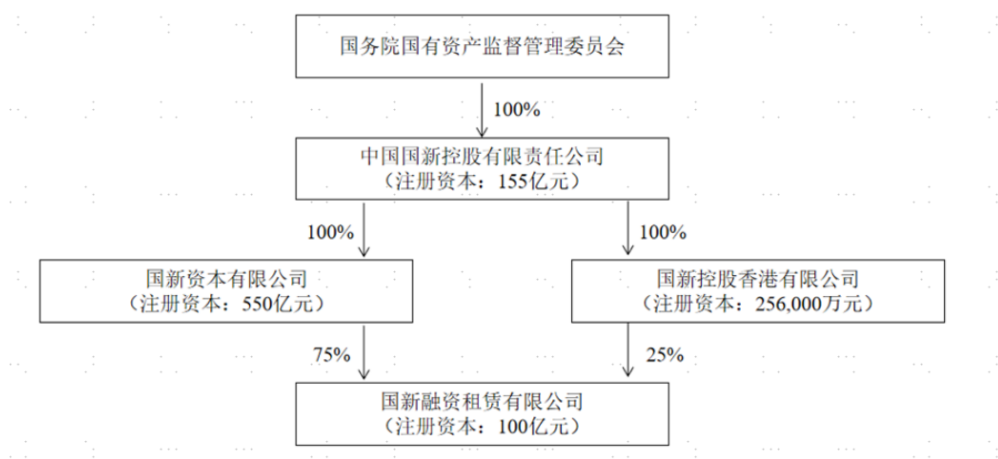 国务院国有资产监督管理委员会
100%
中国国新控股有限责任公司
（注册资本：155亿元）
100%
100%
国新资本有限公司
（注册资本：550亿元）
国新控股香港有限公司
（注册资本：256,000万元）
75%
25%
国新融资租赁有限公司
（注册资本：100亿元）